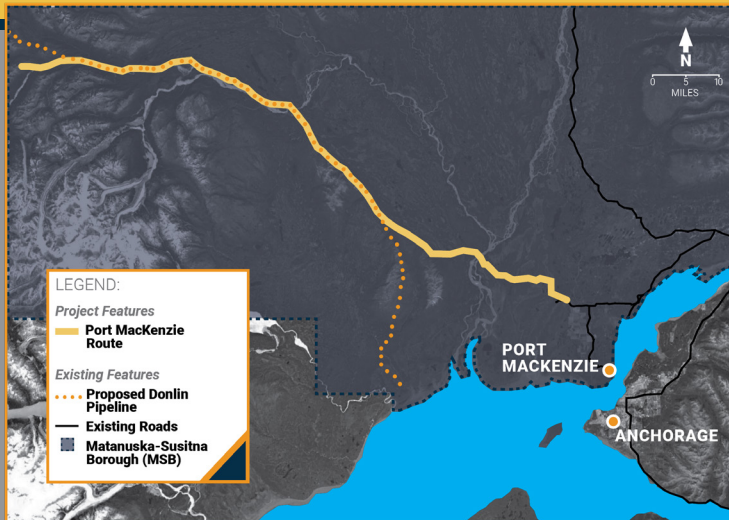 N
0 5 10
MILES
LEGEND:
Project Features
Port MacKenzie
Route
Existing Features
Proposed Donlin
Pipeline
Existing Roads
Matanuska-Susitna
Borough (MSB)
PORT
MACKENZIE
ANCHORAGE